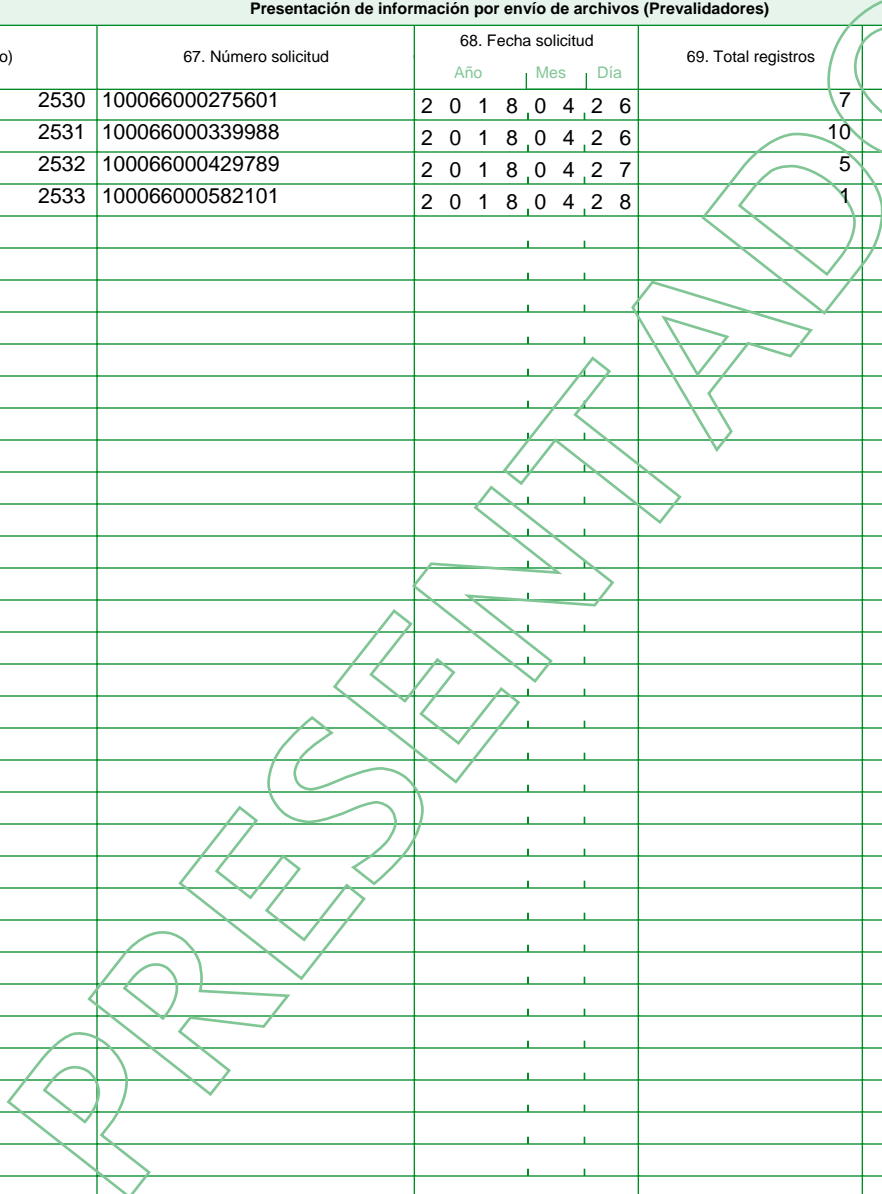 Presentación de información por envío de archivos (Prevalidadores)
o) 67. Número solicitud 68. Fecha solicitud 69. Total registros
Año Mes Día
2530 100066000275601 2 0 1 8 0 4 2 6 7
2531 100066000339988 2 0 1 8 0 4 2 6 10
2532 100066000429789 2 0 1 8 0 4 2 7 5
2533 100066000582101 2 0 1 8 0 4 2 8 1
PRESENTADO